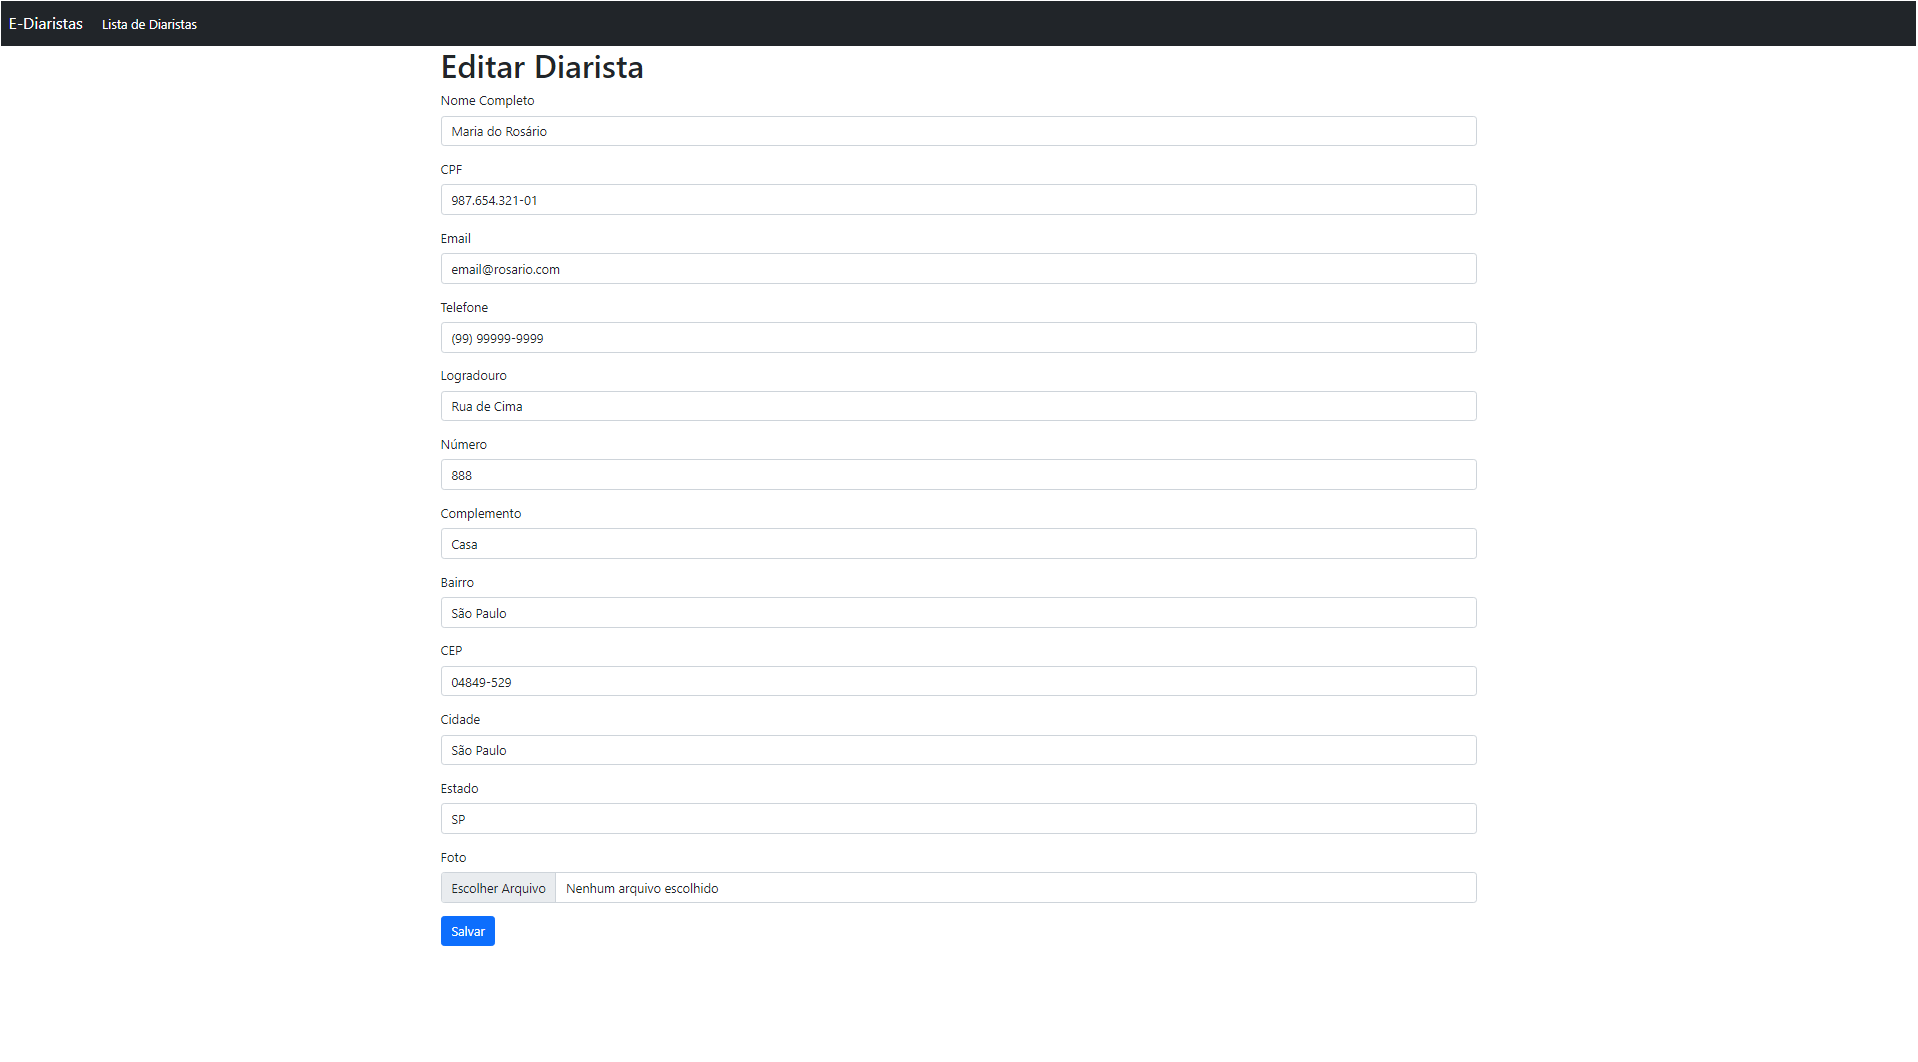 E-Diaristas Lista de Diaristas
Editar Diarista
Nome Completo
Maria do Rosário
CPF
987.654.321-01
Email
email@rosario.com
Telefone
(99) 99999-9999
Logradouro
Rua de Cima
Número
888
Complemento
Casa
Bairro
São Paulo
CEP
04849-529
Cidade
São Paulo
Estado
SP
Foto
Escolher Arquivo Nenhum arquivo escolhido
Salvar